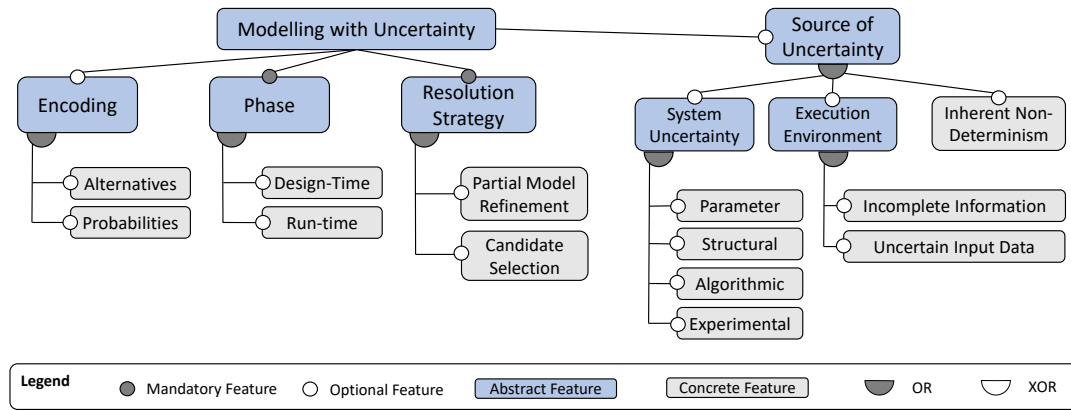 Modelling with Uncertainty
Source of
Uncertainty
Encoding
Phase
Resolution
Strategy
System
Uncertainty
Execution
Environment
Inherent Non-
Determinism
Alternatives
Probabilities
Design-Time
Run-time
Partial Model
Refinement
Candidate
Selection
Parameter
Structural
Algorithmic
Experimental
Incomplete Information
Uncertain Input Data
Legend
Mandatory Feature
Optional Feature
Abstract Feature
Concrete Feature
OR
XOR